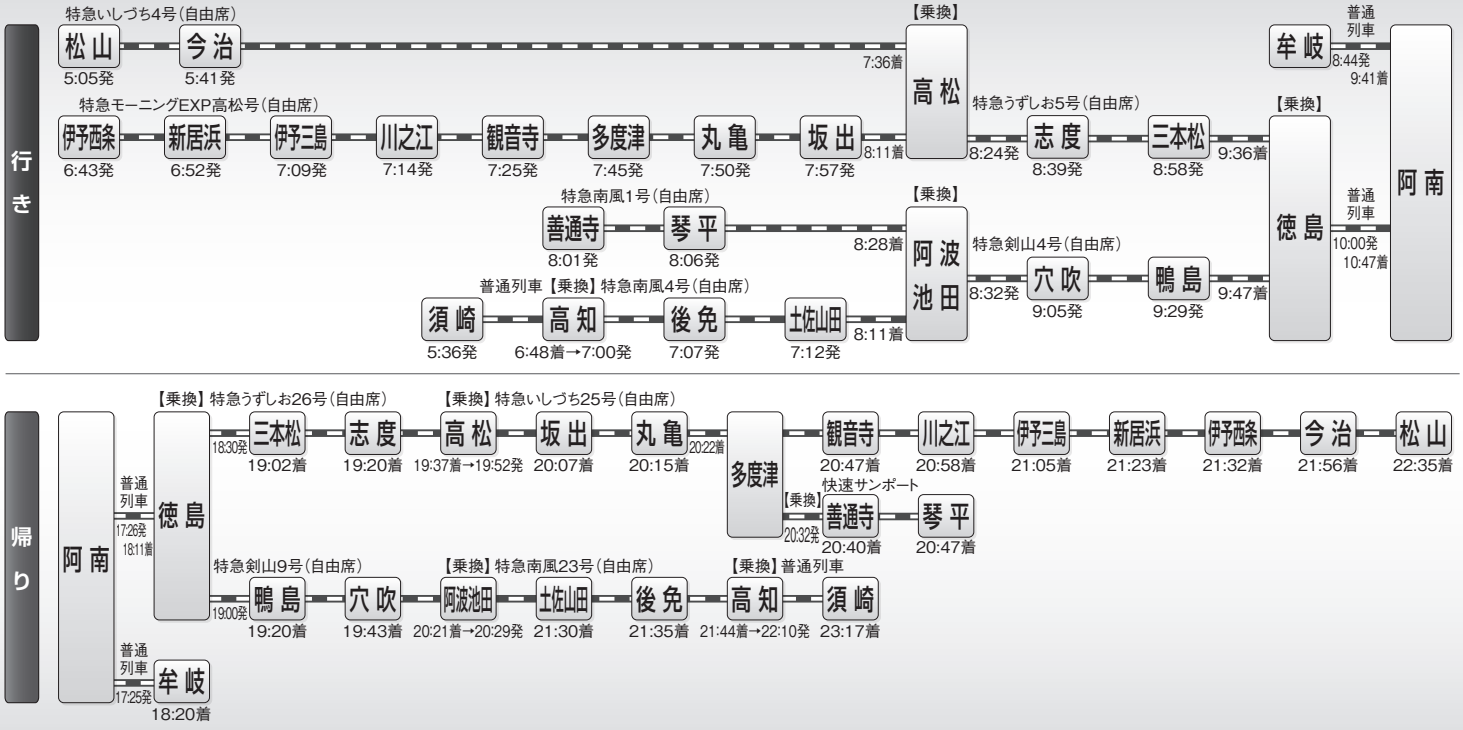 行き
特急いしづち4号（自由席）
松山
5:05発
今治
5:41発
7:36着
【乗換】
高松
特急モーニングEXP高松号（自由席）
伊予西条
6:43発
新居浜
6:52発
伊予三島
7:09発
川之江
7:14発
観音寺
7:25発
多度津
7:45発
丸亀
7:50発
坂出
7:57発
8:11着
特急うずしお5号（自由席）
8:24発
志度
8:39発
三本松
8:58発
9:36着
特急南風1号（自由席）
善通寺
8:01発
琴平
8:06発
8:28着
【乗換】
阿波
池田
普通列車【乗換】特急南風4号（自由席）
須崎
5:36発
高知
6:48着→7:00発
後免
7:07発
土佐山田
7:12発
8:11着
特急剣山4号（自由席）
8:32発
穴吹
9:05発
鴨島
9:29発
9:47着
【乗換】
徳島
普通
列車
10:00発
10:47着
牟岐
普通
列車
8:44発
9:41着
阿南
帰り
阿南
普通
列車
17:26発
18:11着
【乗換】特急うずしお26号（自由席）
徳島
18:30発
三本松
19:02着
志度
19:20着
【乗換】特急いしづち25号（自由席）
高松
19:37着→19:52発
坂出
20:07着
丸亀
20:15着
20:22着
多度津
観音寺
20:47着
川之江
20:58着
伊予三島
21:05着
新居浜
21:23着
伊予西条
21:32着
今治
21:56着
松山
22:35着
快速サンポート
【乗換】
20:32発
善通寺
20:40着
琴平
20:47着
特急剣山9号（自由席）
19:00発
鴨島
19:20着
穴吹
19:43着
【乗換】特急南風23号（自由席）
阿波池田
20:21着→20:29発
土佐山田
21:30着
後免
21:35着
【乗換】普通列車
高知
21:44着→22:10発
須崎
23:17着
普通
列車
17:25発
牟岐
18:20着